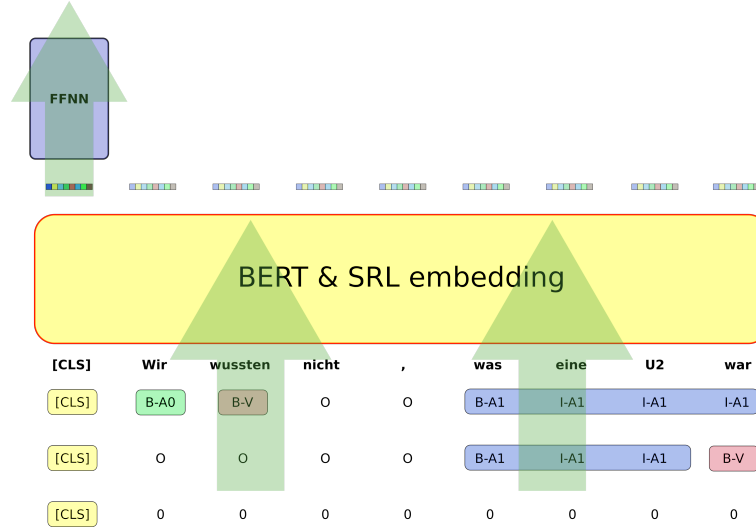 FFNN
BERT & SRL embedding
[CLS] Wir wussten nicht , was eine U2 war
[CLS] B-A0 B-V O O B-A1 I-A1 I-A1 I-A1
[CLS] O O O O B-A1 I-A1 I-A1 B-V
[CLS] 0 0 0 0 0 0 0 0